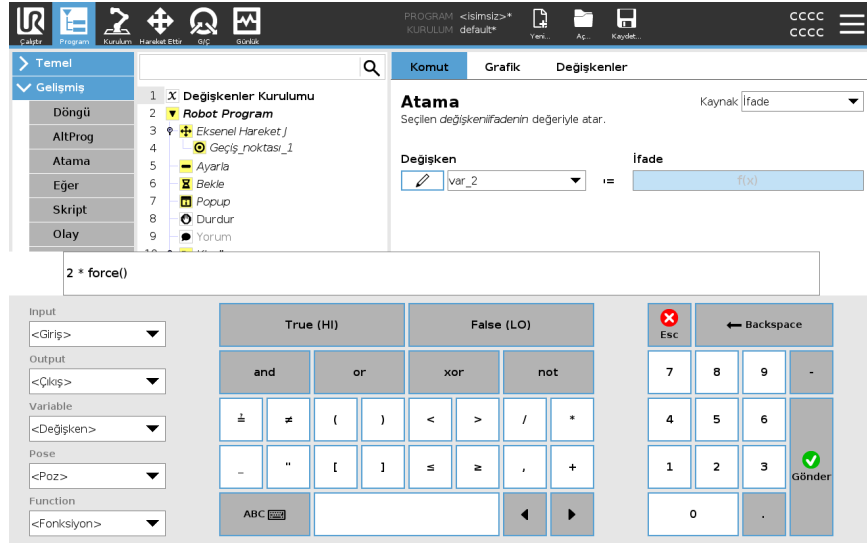 UR
PROGRAM <isimsiz>*
KURULUM default*
Çalıştır Program Kurulum Hareket Ettir G/Ç Günlük
Yeni... Aç... Kaydet...
CCCC
CCCC
Temel
Gelişmiş
Döngü
AltProg
Atama
Eğer
Skript
Olay
1 X Değişkenler Kurulumu
2 Robot Program
3 Eksenel Hareket J
4 Geçiş_noktası_1
5 Ayarla
6 Bekle
7 Popup
8 Durdur
9 Yorum
Komut Grafik Değişkenler
Atama
Kaynak İfade
Seçilen değişkeniifadenin değeriyle atar.
Değişken İfade
var_2 := f(x)
2 * force()
Input
<Giriş>
Output
<Çıkış>
Variable
<Değişken>
Pose
<Poz>
Function
<Fonksiyon>
True (HI) False (LO)
and or xor not
≟ ≠ ( ) < > / *
_ " [ ] ≤ ≥ , +
ABC
Esc Backspace
7 8 9 -
4 5 6
1 2 3 Gönder
0 .